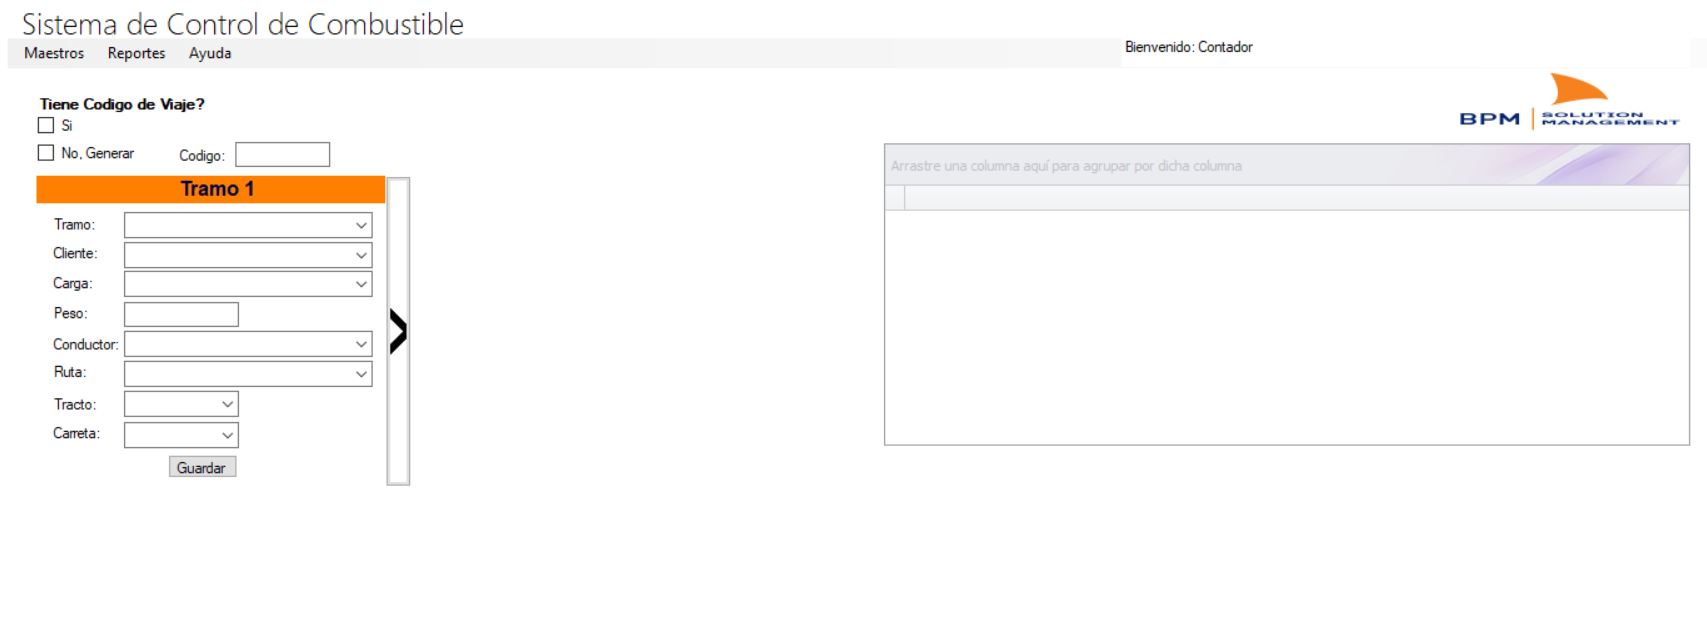 Sistema de Control de Combustible
Maestros Reportes Ayuda
Bienvenido: Contador
Tiene Codigo de Viaje?
Si
No, Generar Codigo:
BPM SOLUTION MANAGEMENT
Arrastre una columna aquí para agrupar por dicha columna
Tramo 1
Tramo:
Cliente:
Carga:
Peso:
Conductor:
Ruta:
Tracto:
Carreta:
Guardar